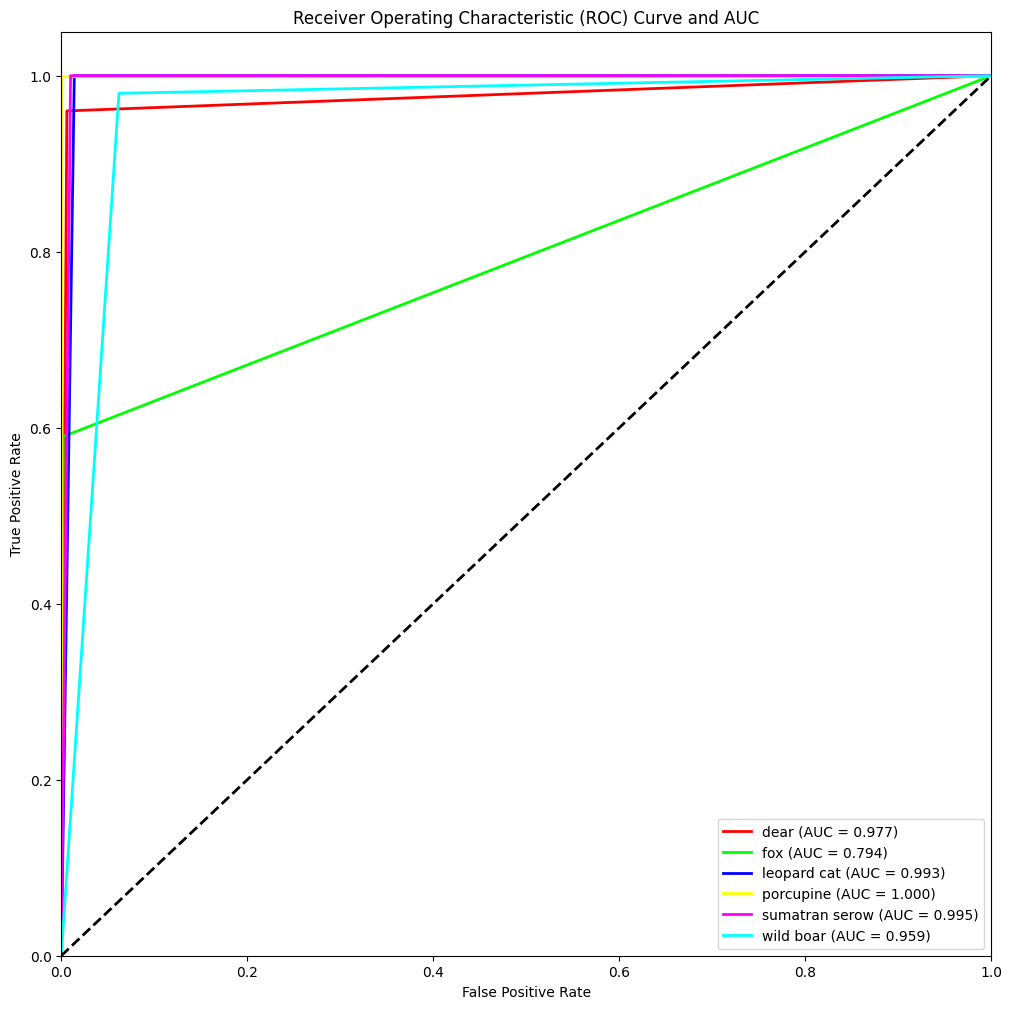 Receiver Operating Characteristic (ROC) Curve and AUC
1.0
0.8
0.6
0.4
0.2
0.0
True Positive Rate
0.0 0.2 0.4 0.6 0.8 1.0
False Positive Rate
dear (AUC = 0.977)
fox (AUC = 0.794)
leopard cat (AUC = 0.993)
porcupine (AUC = 1.000)
sumatran serow (AUC = 0.995)
wild boar (AUC = 0.959)